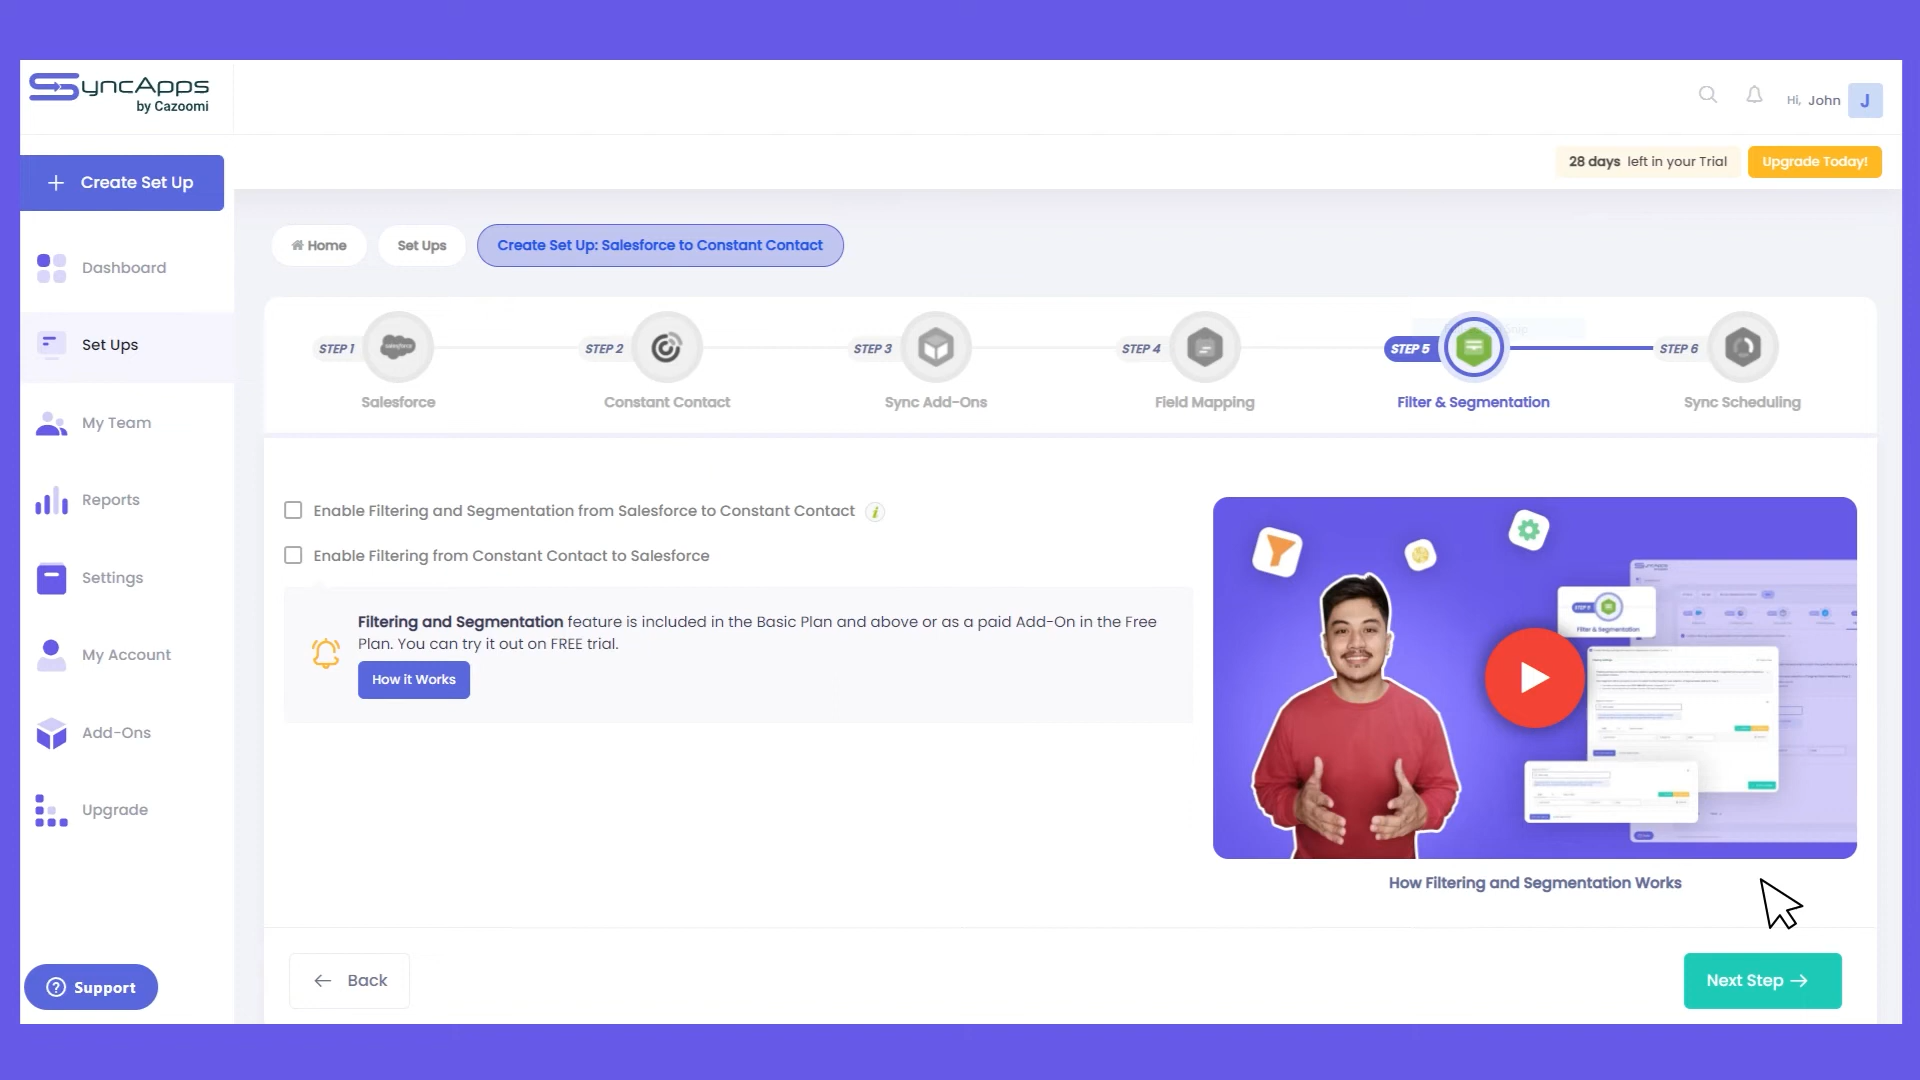 SyncApps
by Cazoomi
Hi, John
J
28 days left in your Trial
Upgrade Today!
Create Set Up
Dashboard
Set Ups
My Team
Reports
Settings
My Account
Add-Ons
Upgrade
Support
Home
Set Ups
Create Set Up: Salesforce to Constant Contact
STEP 1
STEP 2
STEP 3
STEP 4
STEP 5
STEP 6
Salesforce
Constant Contact
Sync Add-Ons
Field Mapping
Filter & Segmentation
Sync Scheduling
Enable Filtering and Segmentation from Salesforce to Constant Contact
Enable Filtering from Constant Contact to Salesforce
Filtering and Segmentation feature is included in the Basic Plan and above or as a paid Add-On in the Free
Plan. You can try it out on FREE trial.
How it Works
STEP 5
Filter & Segmentation
How Filtering and Segmentation Works
Back
Next Step